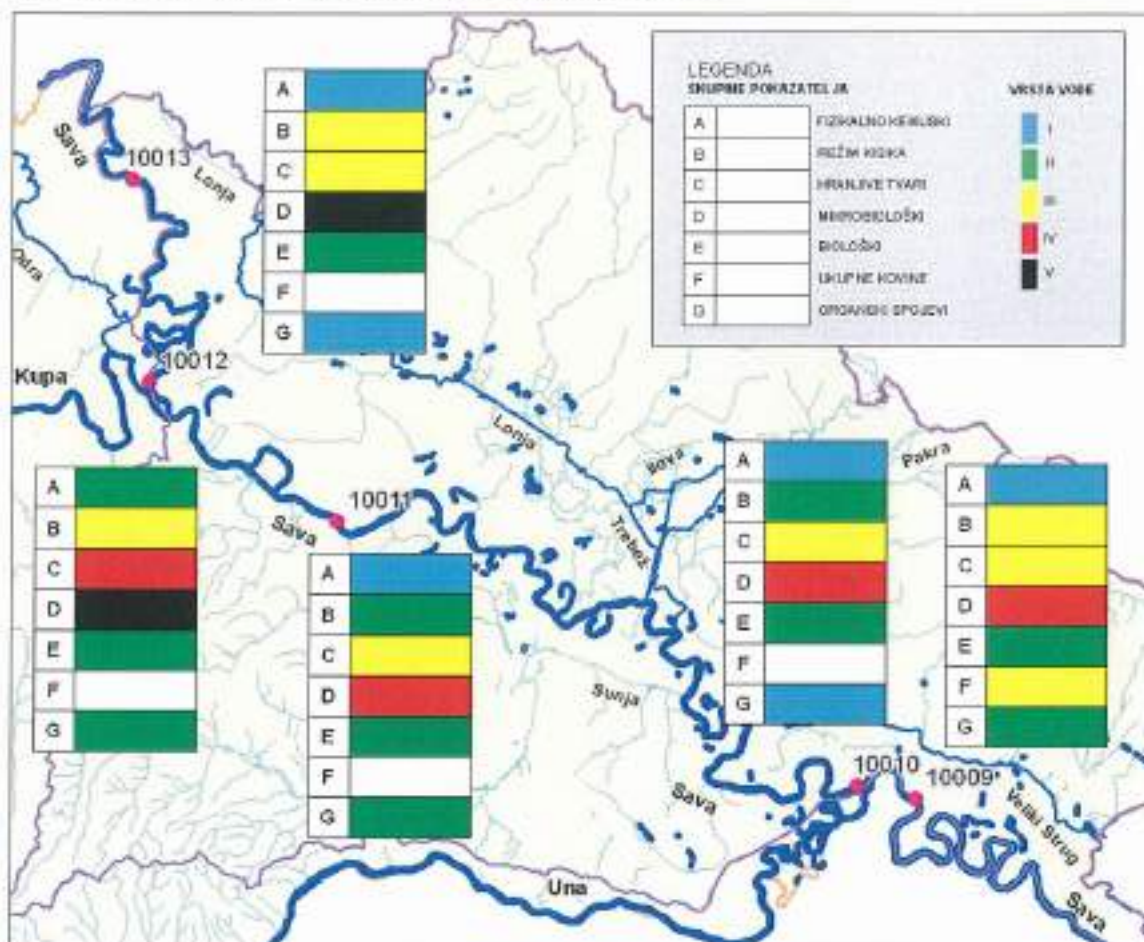 LEGENDA
SKUPINE POKAZATELJA
VRSTA VODE
A FIZIKALNO KEMIJSKI
B REŽIM KISIKA
C HRANJIVE TVARI
D MIKROBIOLOŠKI
E BIOLOŠKI
F UKUPNE KOVINE
G ORGANSKI SPOJEVI
I
II
III
IV
V
Sava
10013
Lonja
Odra
A
B
C
D
E
F
G
10012
Kupa
Lonja
Ilova
Pakra
Trebež
10011
Sava
A
B
C
D
E
F
G
A
B
C
D
E
F
G
A
B
C
D
E
F
G
A
B
C
D
E
F
G
Sunja
Sava
10010
10009
Veliki Strug
Una
Sava